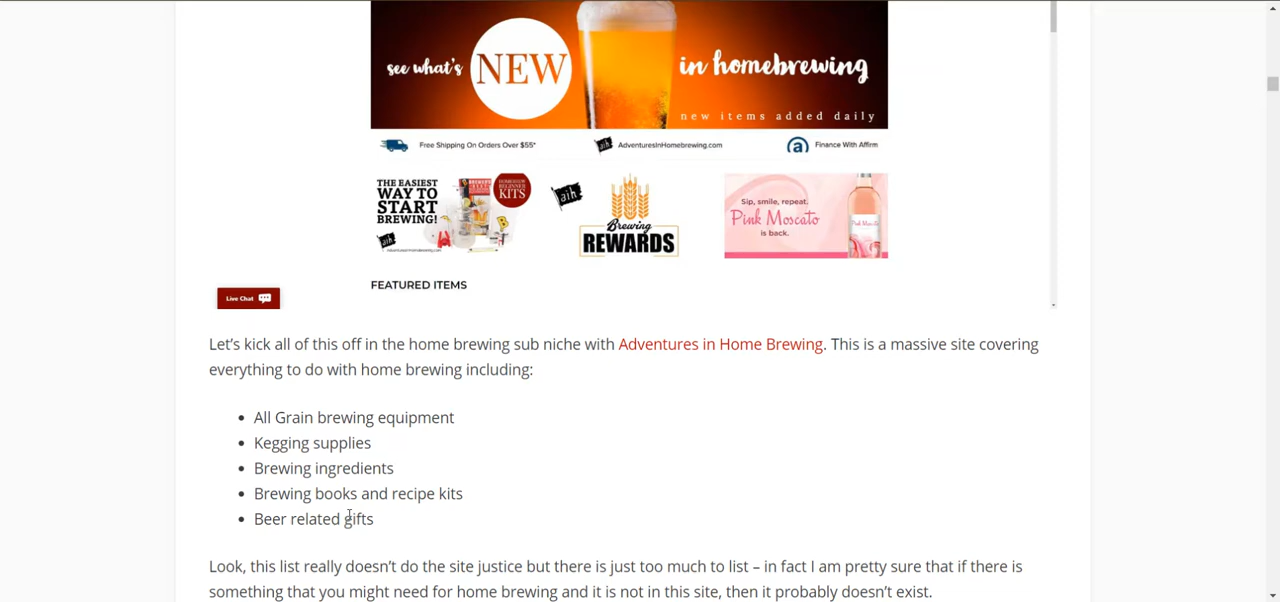 see what's NEW in homebrewing
new items added daily
Free Shipping On Orders Over $55*
AdventuresInHomebrewing.com
Finance With Affirm
THE EASIEST
WAY TO
START
BREWING!
HOMEBREW
BEGINNER
KITS
aih
Brewing
REWARDS
Sip, smile, repeat.
Pink Moscato
is back.
FEATURED ITEMS
Live Chat
Let's kick all of this off in the home brewing sub niche with Adventures in Home Brewing. This is a massive site covering
everything to do with home brewing including:
• All Grain brewing equipment
• Kegging supplies
• Brewing ingredients
• Brewing books and recipe kits
• Beer related gifts
Look, this list really doesn't do the site justice but there is just too much to list – in fact I am pretty sure that if there is
something that you might need for home brewing and it is not in this site, then it probably doesn't exist.